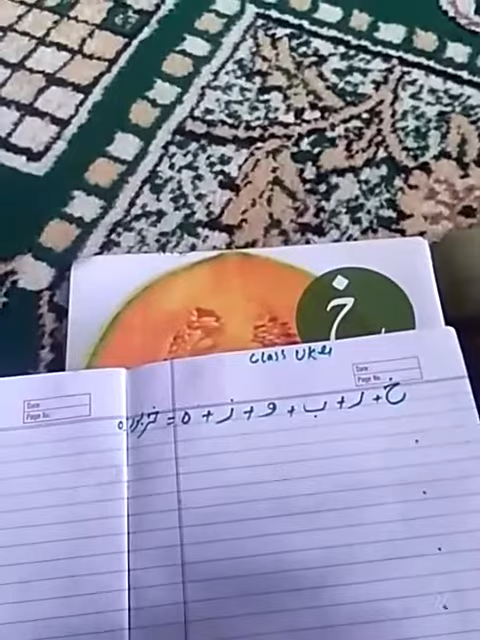 خ
Class UKG
Date:
Page No.:
Date:
Page No.:
خ + ر + ب + و + ز + ہ = خربوزہ